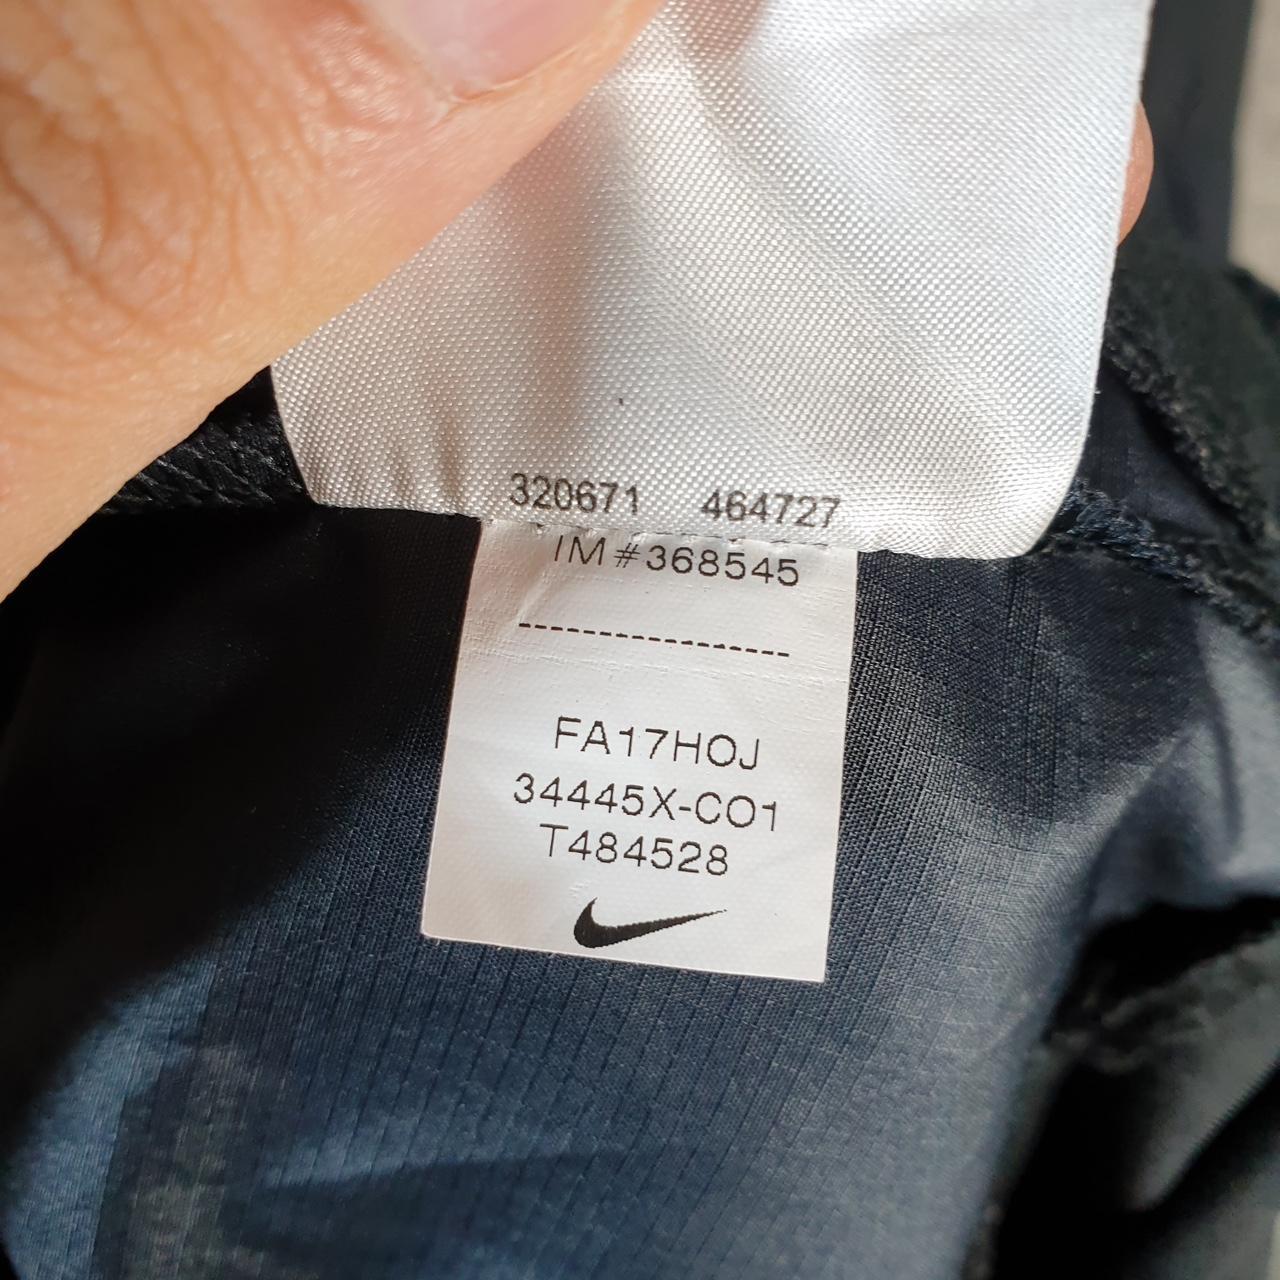 320671 464727
IM#368545
-----------------
FA17HOJ
34445X-CO1
T484528